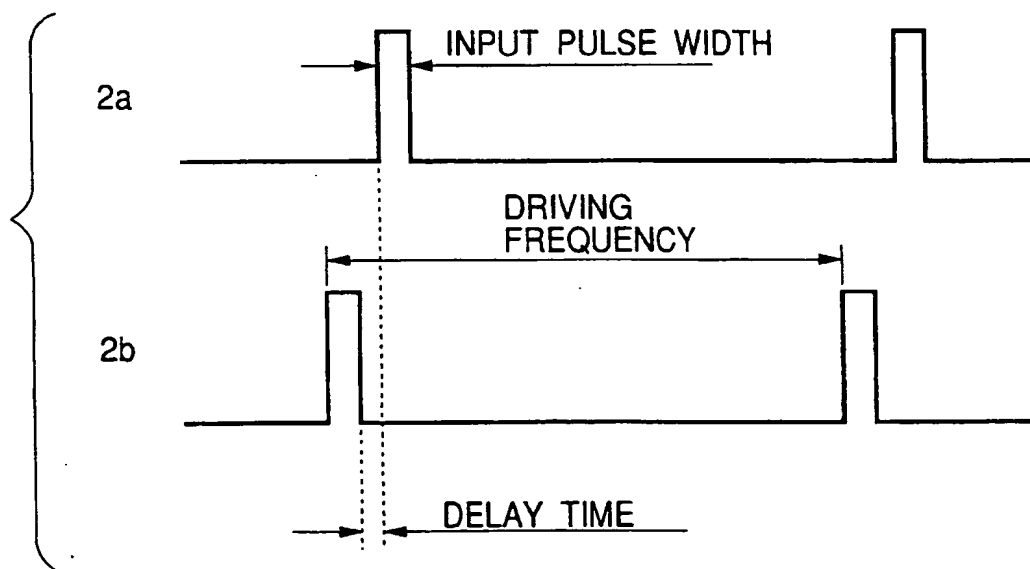 INPUT PULSE WIDTH
2a
DRIVING
FREQUENCY
2b
DELAY TIME